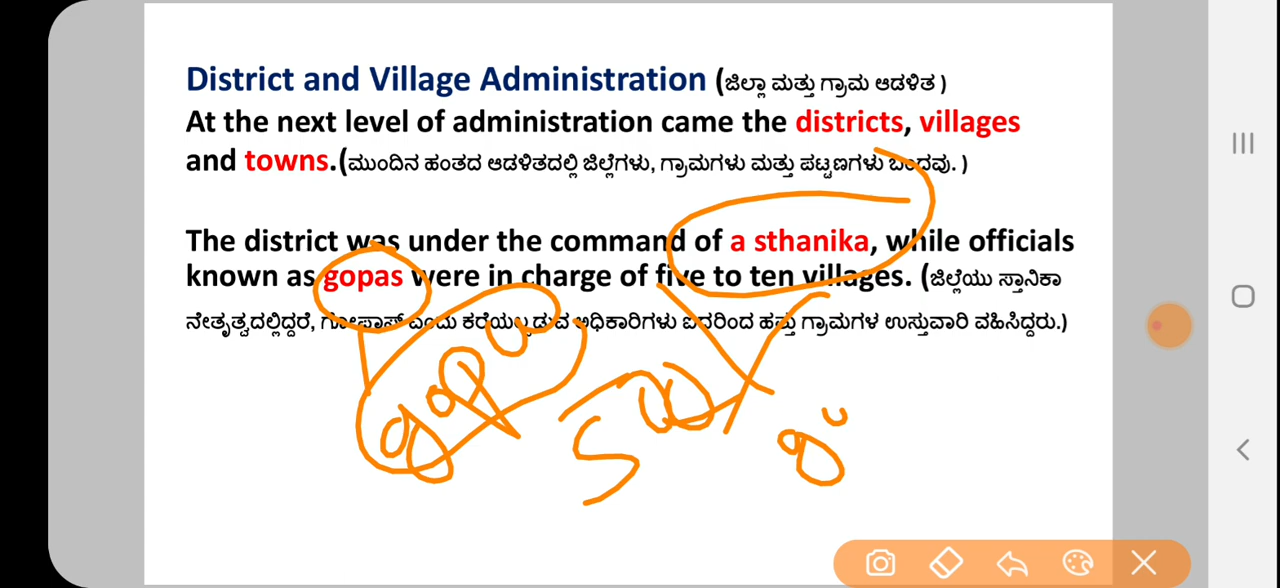 District and Village Administration (ಜಿಲ್ಲಾ ಮತ್ತು ಗ್ರಾಮ ಆಡಳಿತ )
At the next level of administration came the districts, villages
and towns.(ಮುಂದಿನ ಹಂತದ ಆಡಳಿತದಲ್ಲಿ ಜಿಲ್ಲೆಗಳು, ಗ್ರಾಮಗಳು ಮತ್ತು ಪಟ್ಟಣಗಳು ಬಂದವು. )
The district was under the command of a sthanika, while officials
known as gopas were in charge of five to ten villages. (ಜಿಲ್ಲೆಯು ಸ್ತಾನಿಕಾ
ನೇತೃತ್ವದಲ್ಲಿದ್ದರೆ, ಗೋಪಾಸ್ ಎಂದು ಕರೆಯಲ್ಪಡುವ ಅಧಿಕಾರಿಗಳು ಐದರಿಂದ ಹತ್ತು ಗ್ರಾಮಗಳ ಉಸ್ತುವಾರಿ ವಹಿಸಿದ್ದರು.)
gopa